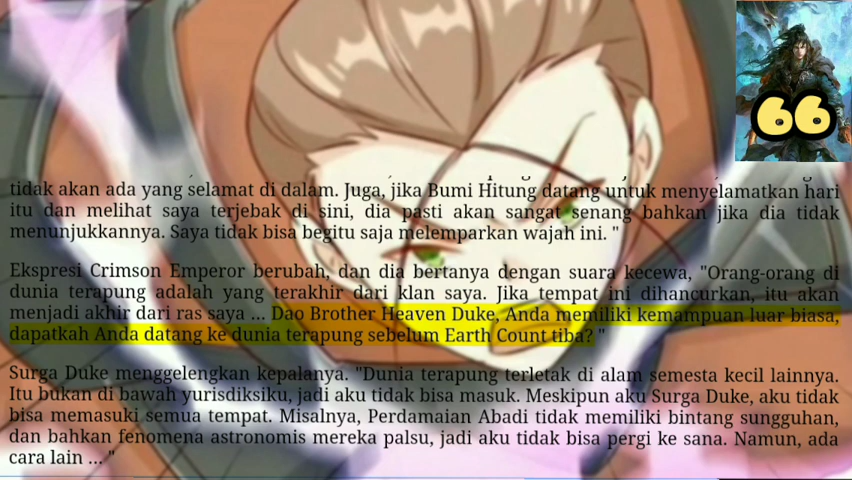 66
tidak akan ada yang selamat di dalam. Juga, jika Bumi Hitung datang untuk menyelamatkan hari
itu dan melihat saya terjebak di sini, dia pasti akan sangat senang bahkan jika dia tidak
menunjukkannya. Saya tidak bisa begitu saja melemparkan wajah ini. "
Ekspresi Crimson Emperor berubah, dan dia bertanya dengan suara kecewa, "Orang-orang di
dunia terapung adalah yang terakhir dari klan saya. Jika tempat ini dihancurkan, itu akan
menjadi akhir dari ras saya ... Dao Brother Heaven Duke, Anda memiliki kemampuan luar biasa,
dapatkah Anda datang ke dunia terapung sebelum Earth Count tiba? "
Surga Duke menggelengkan kepalanya. "Dunia terapung terletak di alam semesta kecil lainnya.
Itu bukan di bawah yurisdiksiku, jadi aku tidak bisa masuk. Meskipun aku Surga Duke, aku tidak
bisa memasuki semua tempat. Misalnya, Perdamaian Abadi tidak memiliki bintang sungguhan,
dan bahkan fenomena astronomis mereka palsu, jadi aku tidak bisa pergi ke sana. Namun, ada
cara lain ... "